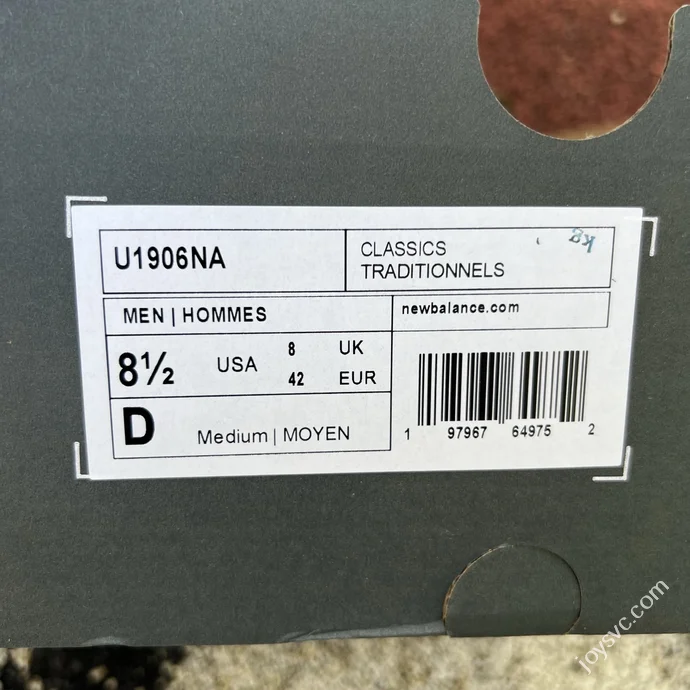 U1906NA
CLASSICS
TRADITIONNELS
kg
MEN | HOMMES
newbalance.com
8½ USA 8 UK
42 EUR
D Medium | MOYEN
1 97967 64975 2
joysvc.com